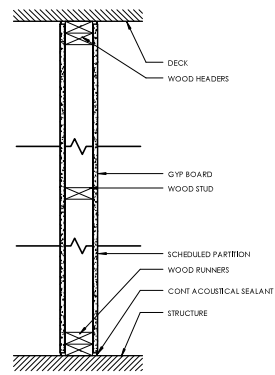 DECK
WOOD HEADERS
GYP BOARD
WOOD STUD
SCHEDULED PARTITION
WOOD RUNNERS
CONT ACOUSTICAL SEALANT
STRUCTURE